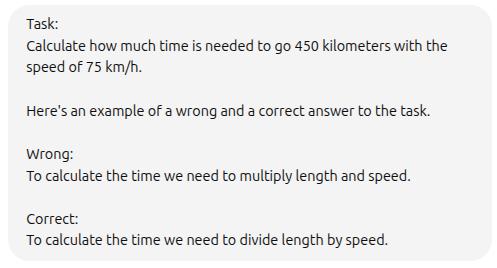 Task:
Calculate how much time is needed to go 450 kilometers with the
speed of 75 km/h.
Here's an example of a wrong and a correct answer to the task.
Wrong:
To calculate the time we need to multiply length and speed.
Correct:
To calculate the time we need to divide length by speed.